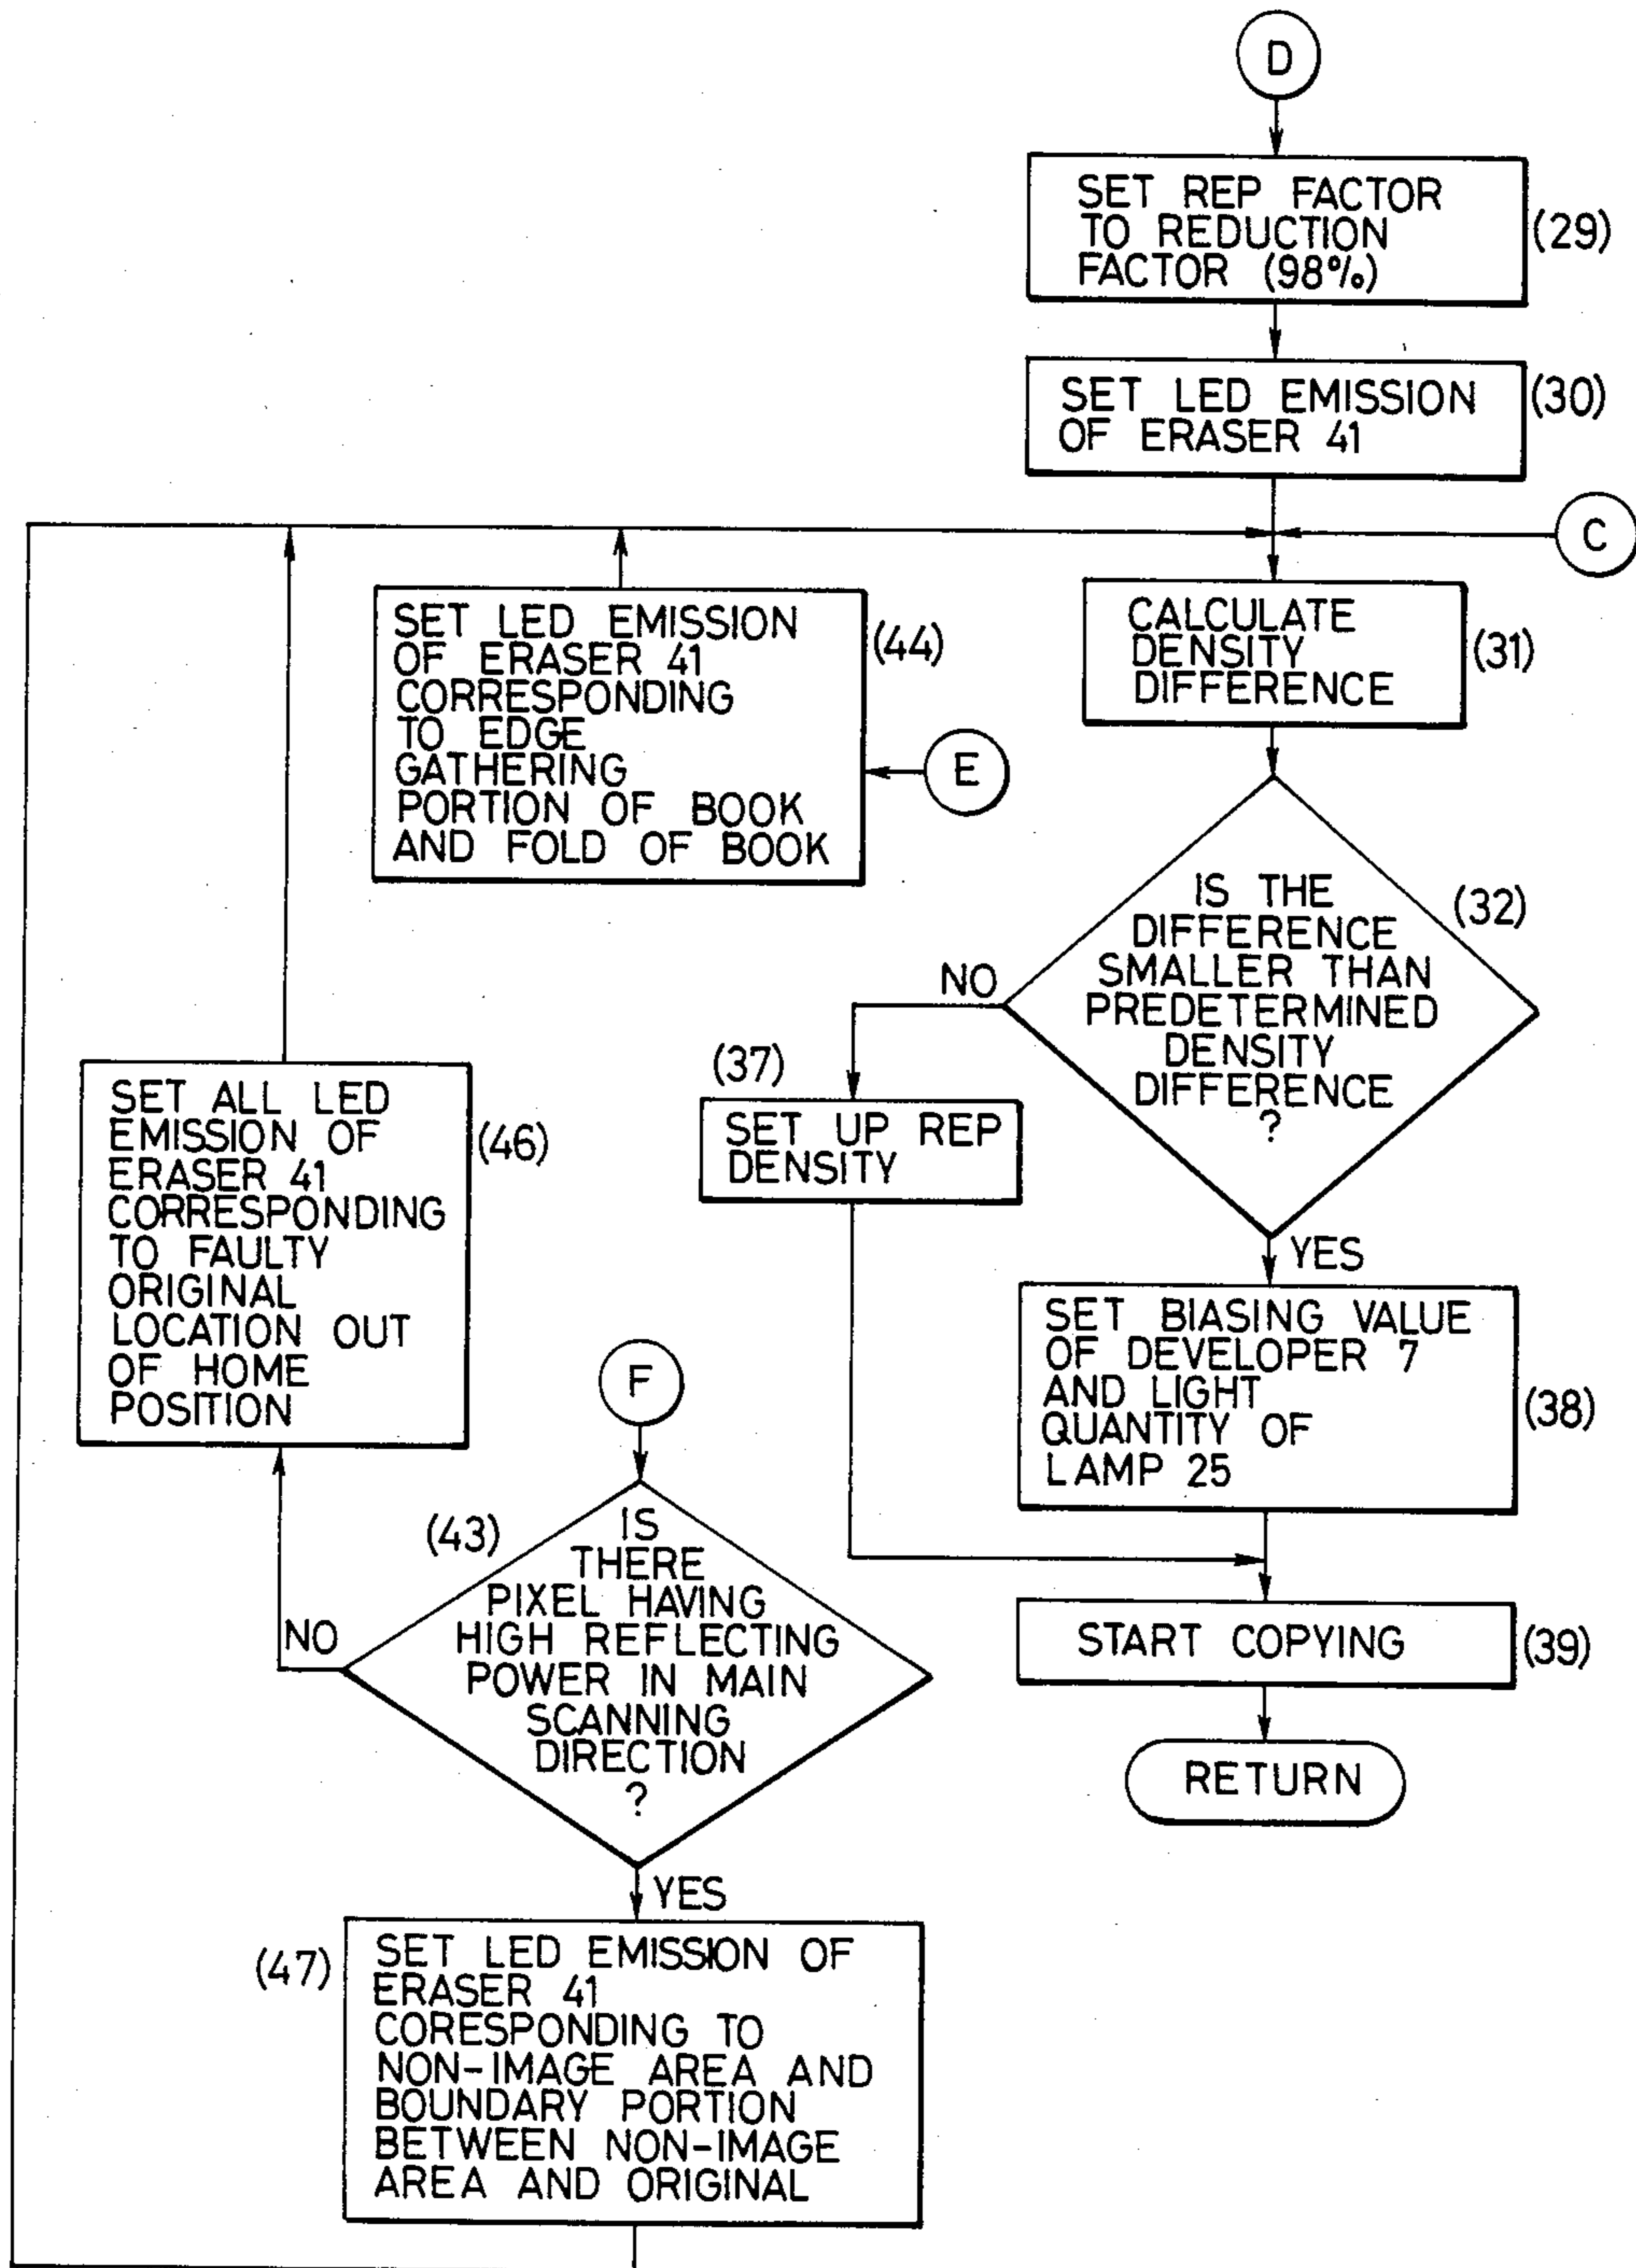 D
SET REP FACTOR
TO REDUCTION
FACTOR (98%)
(29)
SET LED EMISSION
OF ERASER 41
(30)
C
CALCULATE
DENSITY
DIFFERENCE
(31)
SET LED EMISSION
OF ERASER 41
CORRESPONDING
TO EDGE
GATHERING
PORTION OF BOOK
AND FOLD OF BOOK
(44)
E
IS THE
DIFFERENCE
SMALLER THAN
PREDETERMINED
DENSITY
DIFFERENCE
?
(32)
NO
YES
(37)
SET UP REP
DENSITY
SET ALL LED
EMISSION OF
ERASER 41
CORRESPONDING
TO FAULTY
ORIGINAL
LOCATION OUT
OF HOME
POSITION
(46)
SET BIASING VALUE
OF DEVELOPER 7
AND LIGHT
QUANTITY OF
LAMP 25
(38)
F
(43)
IS
THERE
PIXEL HAVING
HIGH REFLECTING
POWER IN MAIN
SCANNING
DIRECTION
?
NO
YES
START COPYING
(39)
RETURN
(47)
SET LED EMISSION OF
ERASER 41
CORESPONDING TO
NON-IMAGE AREA AND
BOUNDARY PORTION
BETWEEN NON-IMAGE
AREA AND ORIGINAL